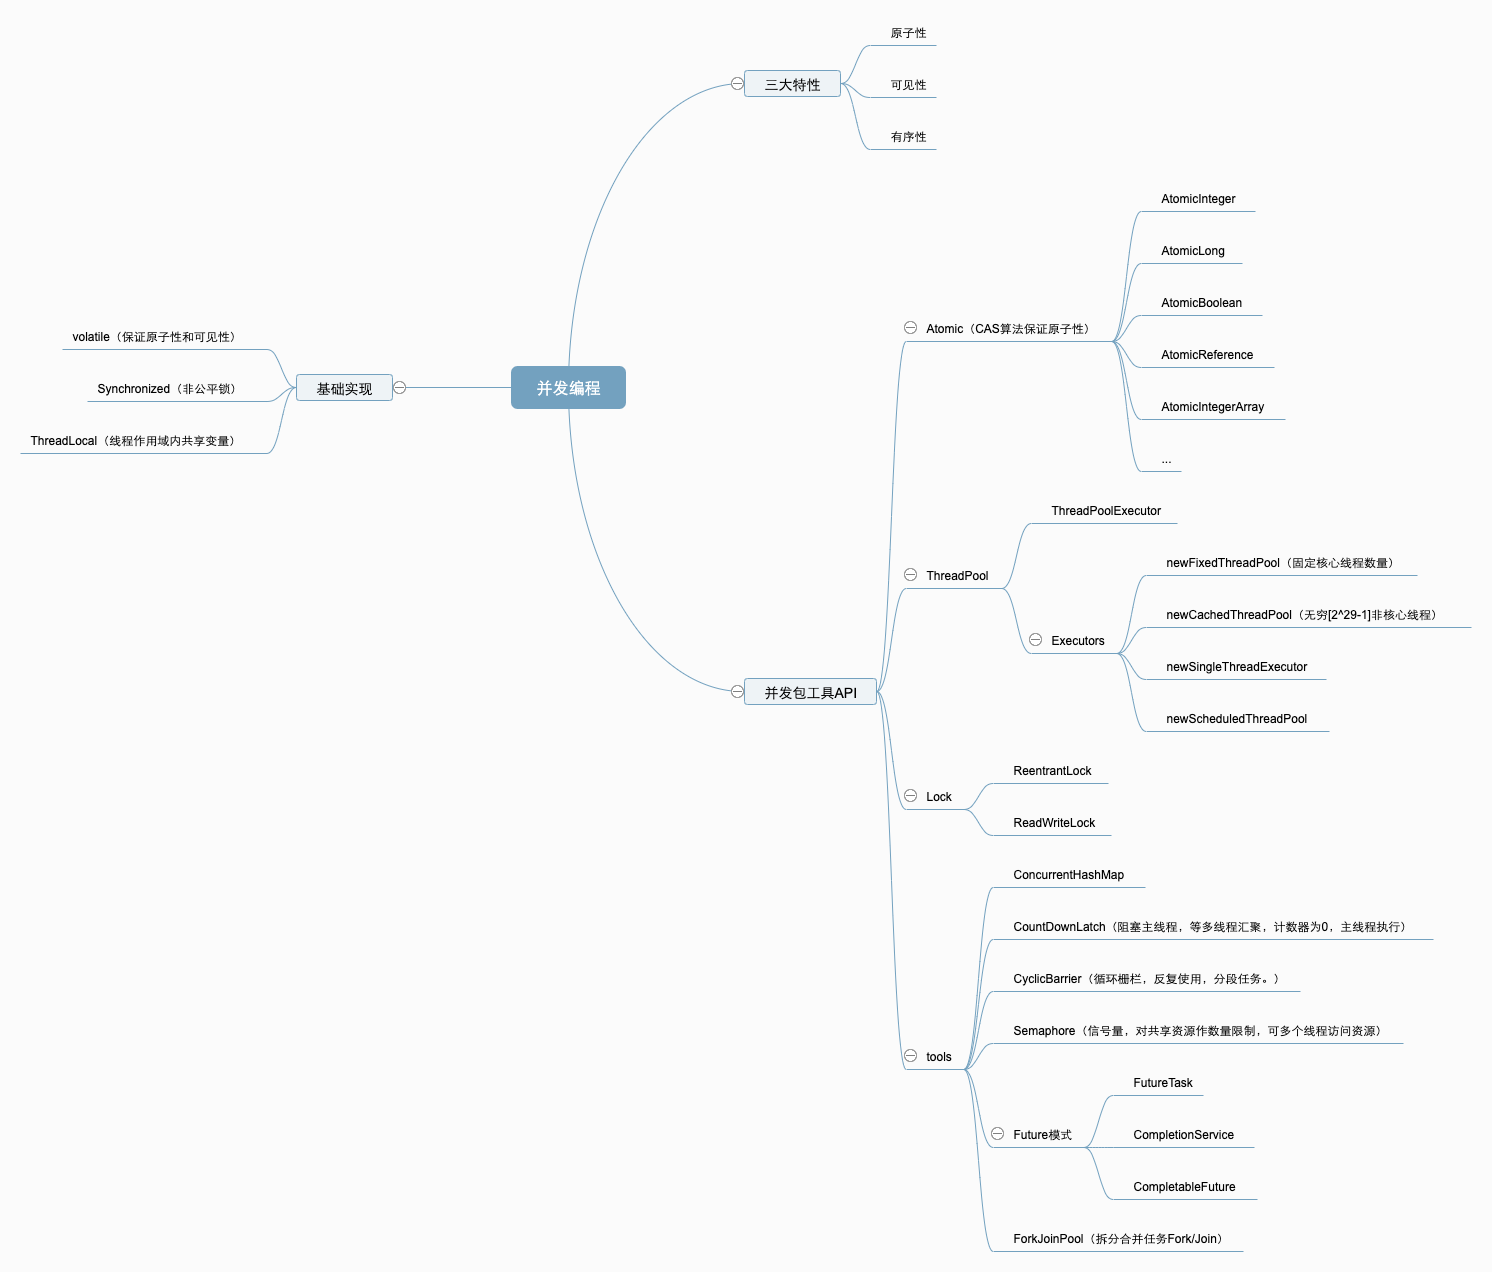 并发编程
三大特性
原子性
可见性
有序性
基础实现
volatile（保证原子性和可见性）
Synchronized（非公平锁）
ThreadLocal（线程作用域内共享变量）
并发包工具API
Atomic（CAS算法保证原子性）
AtomicInteger
AtomicLong
AtomicBoolean
AtomicReference
AtomicIntegerArray
...
ThreadPool
ThreadPoolExecutor
Executors
newFixedThreadPool（固定核心线程数量）
newCachedThreadPool（无穷[2^29-1]非核心线程）
newSingleThreadExecutor
newScheduledThreadPool
Lock
ReentrantLock
ReadWriteLock
tools
ConcurrentHashMap
CountDownLatch（阻塞主线程，等多线程汇聚，计数器为0，主线程执行）
CyclicBarrier（循环栅栏，反复使用，分段任务。）
Semaphore（信号量，对共享资源作数量限制，可多个线程访问资源）
Future模式
FutureTask
CompletionService
CompletableFuture
ForkJoinPool（拆分合并任务Fork/Join）